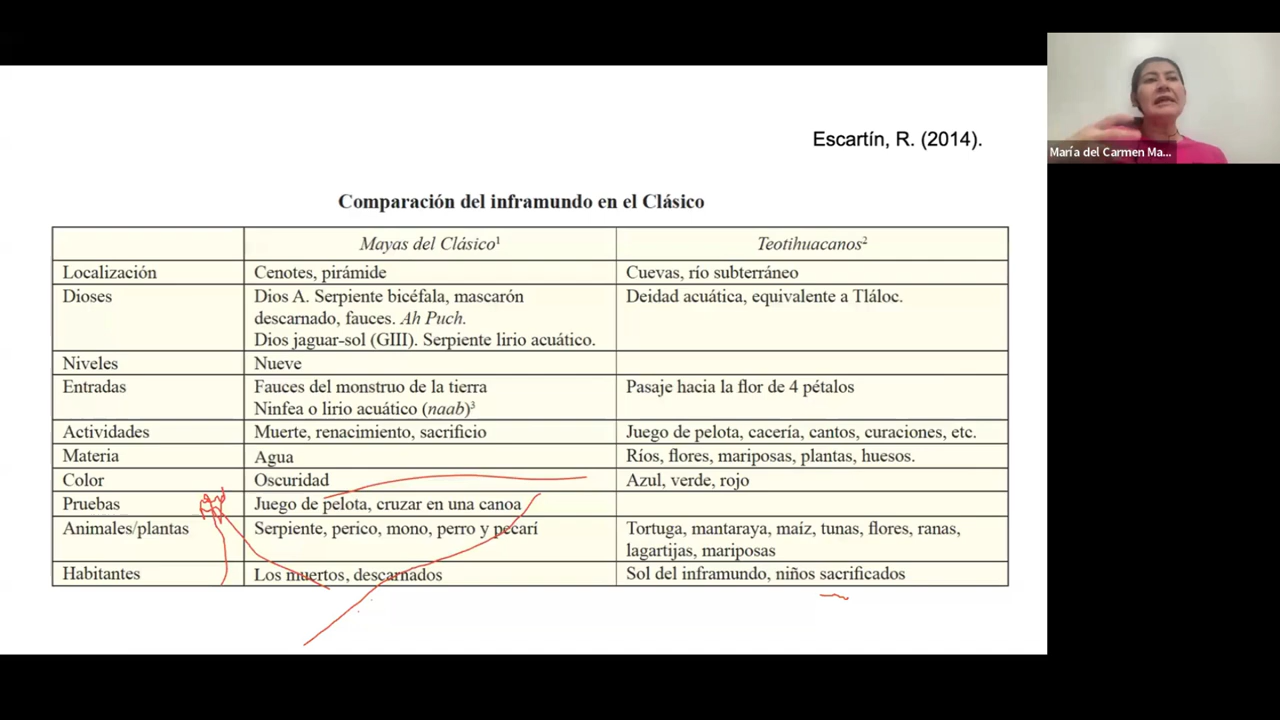 María del Carmen Ma...
Escartín, R. (2014).
Comparación del inframundo en el Clásico
Mayas del Clásico¹ Teotihuacanos²
Localización Cenotes, pirámide Cuevas, río subterráneo
Dioses Dios A. Serpiente bicéfala, mascarón Deidad acuática, equivalente a Tláloc.
descarnado, fauces. Ah Puch.
Dios jaguar-sol (GIII). Serpiente lirio acuático.
Niveles Nueve
Entradas Fauces del monstruo de la tierra Pasaje hacia la flor de 4 pétalos
Ninfea o lirio acuático (naab)³
Actividades Muerte, renacimiento, sacrificio Juego de pelota, cacería, cantos, curaciones, etc.
Materia Agua Ríos, flores, mariposas, plantas, huesos.
Color Oscuridad Azul, verde, rojo
Pruebas Juego de pelota, cruzar en una canoa
Animales/plantas Serpiente, perico, mono, perro y pecarí Tortuga, mantaraya, maíz, tunas, flores, ranas,
lagartijas, mariposas
Habitantes Los muertos, descarnados Sol del inframundo, niños sacrificados